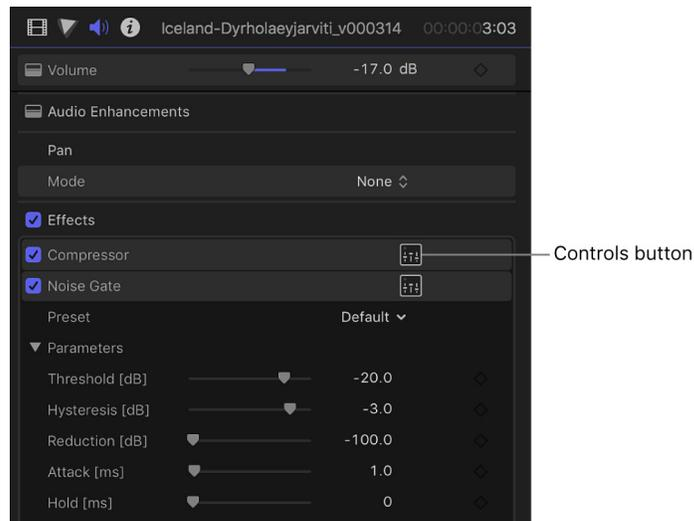 Iceland-Dyrholaeyjarviti_v000314 00:00:03:03
Volume -17.0 dB
Audio Enhancements
Pan
Mode None
Effects
Compressor Controls button
Noise Gate
Preset Default
Parameters
Threshold [dB] -20.0
Hysteresis [dB] -3.0
Reduction [dB] -100.0
Attack [ms] 1.0
Hold [ms] 0